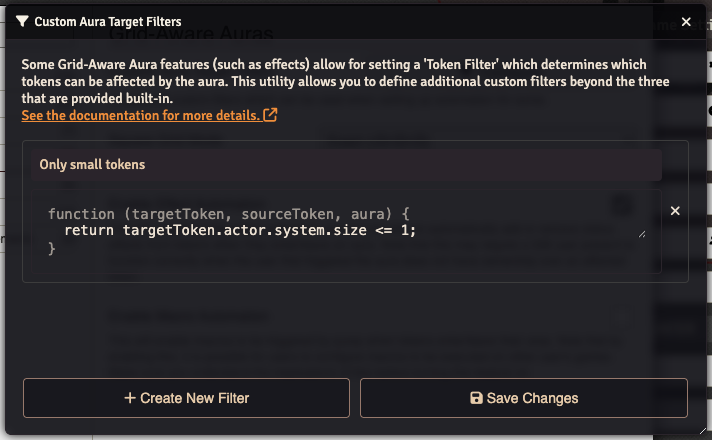 Custom Aura Target Filters
Some Grid-Aware Aura features (such as effects) allow for setting a 'Token Filter' which determines which
tokens can be affected by the aura. This utility allows you to define additional custom filters beyond the three
that are provided built-in.
See the documentation for more details.
Only small tokens
function (targetToken, sourceToken, aura) {
  return targetToken.actor.system.size <= 1;
}
+ Create New Filter
Save Changes